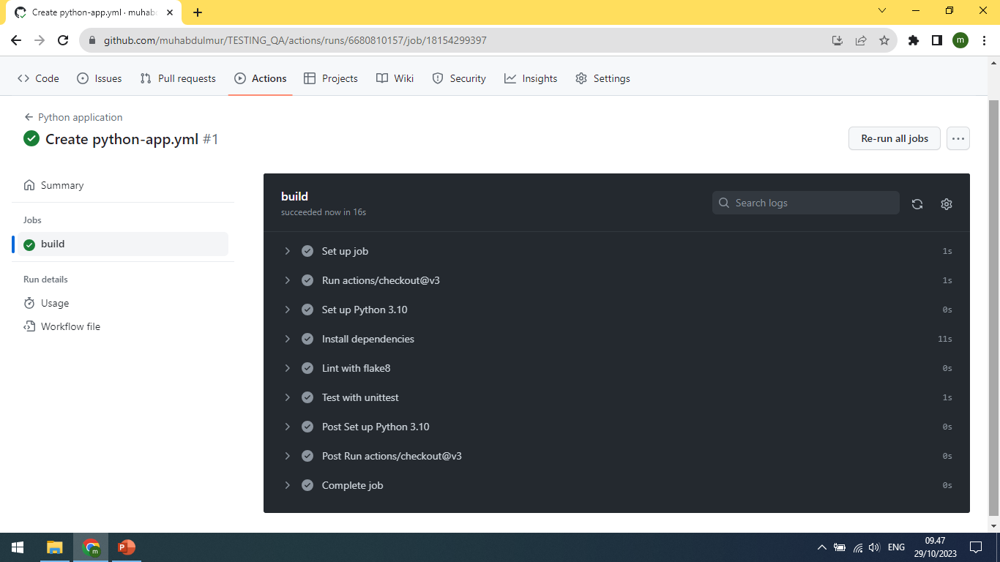 Create python-app.yml · muhab
github.com/muhabdulmur/TESTING_QA/actions/runs/6680810157/job/18154299397
m
Code Issues Pull requests Actions Projects Wiki Security Insights Settings
Python application
Create python-app.yml #1
Re-run all jobs
Summary
Jobs
build
Run details
Usage
Workflow file
build
succeeded now in 16s
Search logs
Set up job 1s
Run actions/checkout@v3 1s
Set up Python 3.10 0s
Install dependencies 11s
Lint with flake8 0s
Test with unittest 1s
Post Set up Python 3.10 0s
Post Run actions/checkout@v3 0s
Complete job 0s
m
P
ENG
09.47
29/10/2023